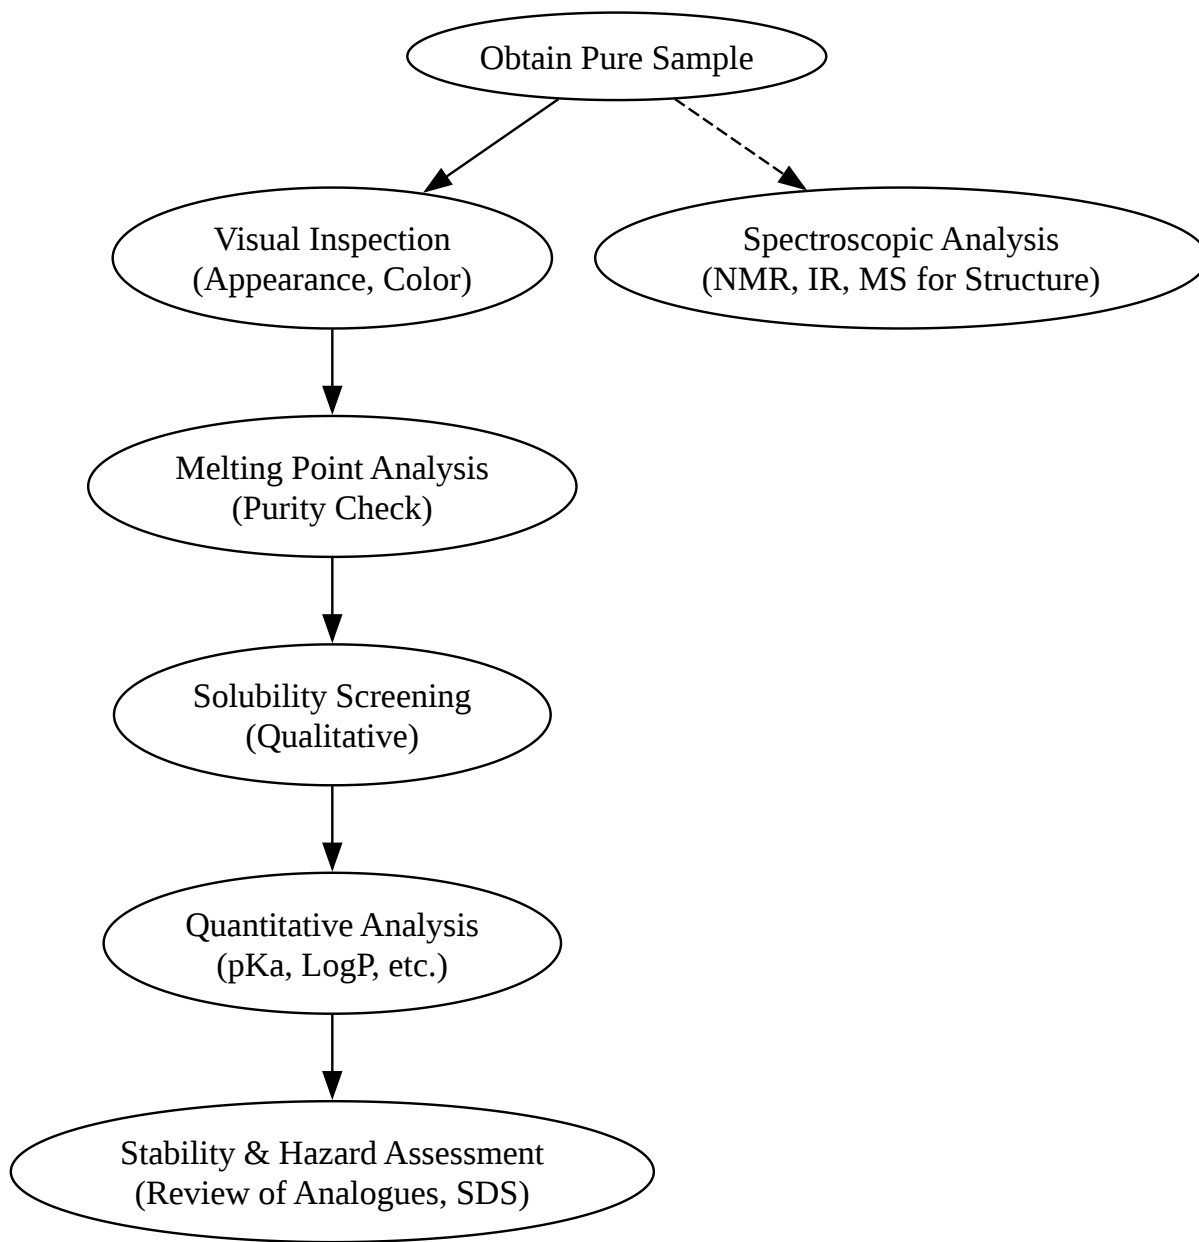 Obtain Pure Sample
Visual Inspection
(Appearance, Color)
Spectroscopic Analysis
(NMR, IR, MS for Structure)
Melting Point Analysis
(Purity Check)
Solubility Screening
(Qualitative)
Quantitative Analysis
(pKa, LogP, etc.)
Stability & Hazard Assessment
(Review of Analogues, SDS)